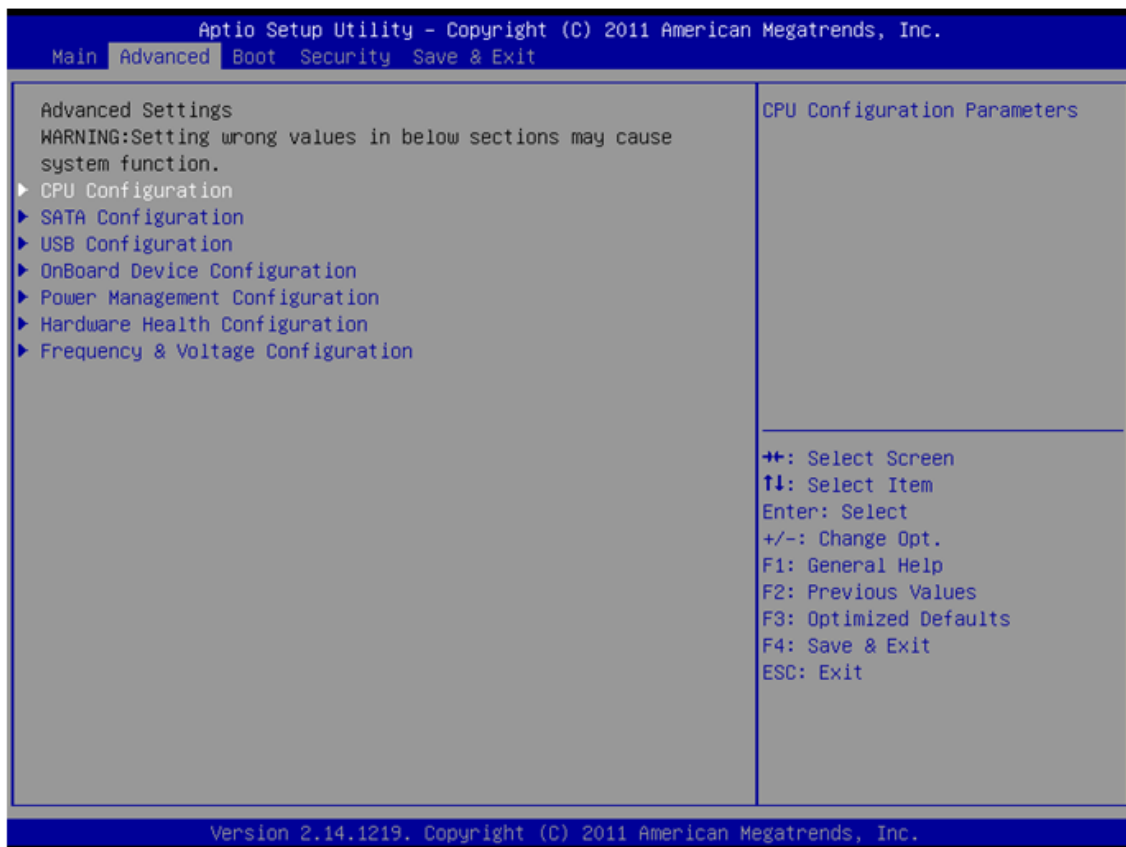 Aptio Setup Utility - Copyright (C) 2011 American Megatrends, Inc.
Main Advanced Boot Security Save & Exit
Advanced Settings
WARNING:Setting wrong values in below sections may cause
system function.
▶ CPU Configuration
▶ SATA Configuration
▶ USB Configuration
▶ OnBoard Device Configuration
▶ Power Management Configuration
▶ Hardware Health Configuration
▶ Frequency & Voltage Configuration
CPU Configuration Parameters
→←: Select Screen
↑↓: Select Item
Enter: Select
+/-: Change Opt.
F1: General Help
F2: Previous Values
F3: Optimized Defaults
F4: Save & Exit
ESC: Exit
Version 2.14.1219. Copyright (C) 2011 American Megatrends, Inc.